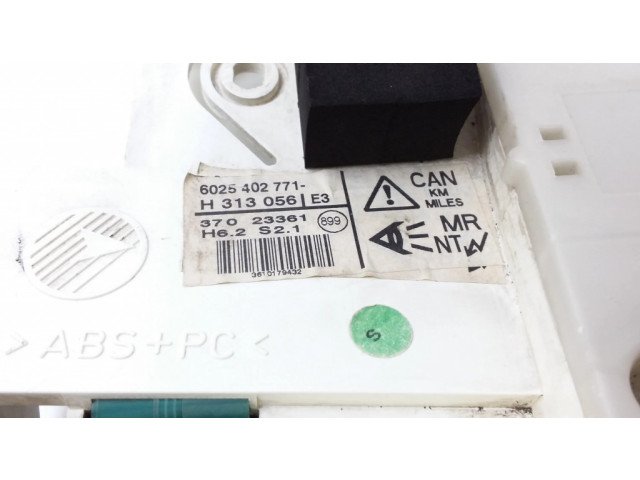 6025 402 771-
H 313 056 E3
370 23361 899
H6.2 S2.1
3610179432
CAN
KM
MILES
MR
NT
S
> ABS+PC <